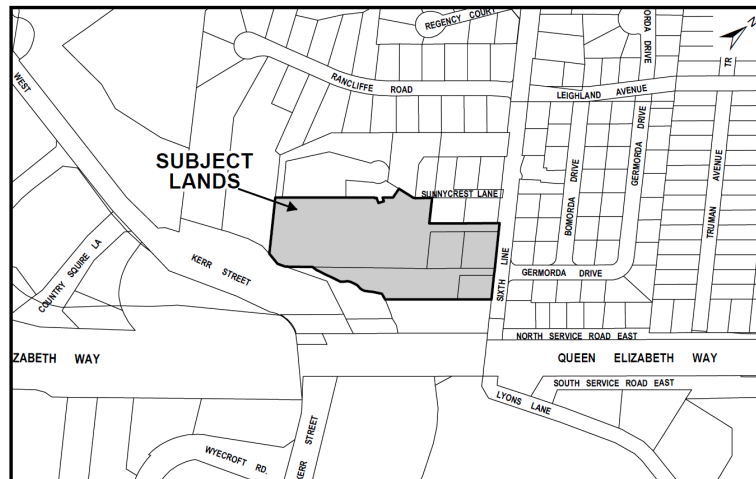 REGENCY COURT
ORDA DRIVE
N
WEST
RANCLIFFE ROAD
LEIGHLAND AVENUE
TR
SUBJECT
LANDS
SUNNYCREST LANE
BOMORDA DRIVE
GERMORDA DRIVE
TRUMAN AVENUE
COUNTRY SQUIRE LA
KERR STREET
SIXTH LINE
GERMORDA DRIVE
NORTH SERVICE ROAD EAST
ZABETH WAY
QUEEN ELIZABETH WAY
SOUTH SERVICE ROAD EAST
LYONS LANE
KERR STREET
WYECROFT RD.